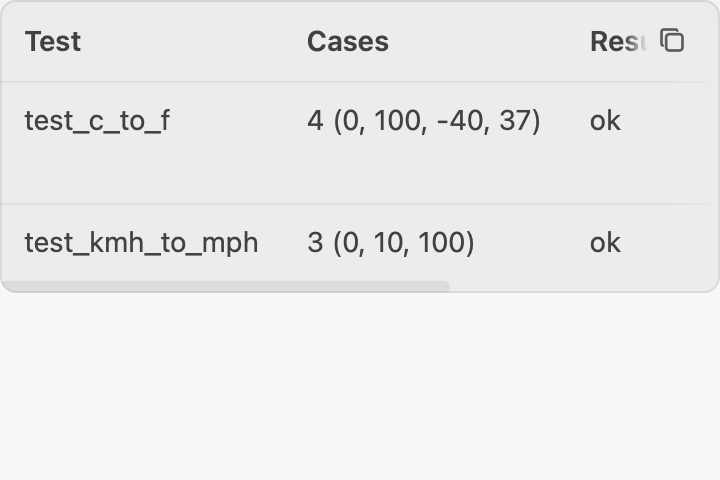 Test Cases
test_c_to_f 4 (0, 100, -40, 37) ok
test_kmh_to_mph 3 (0, 10, 100) ok